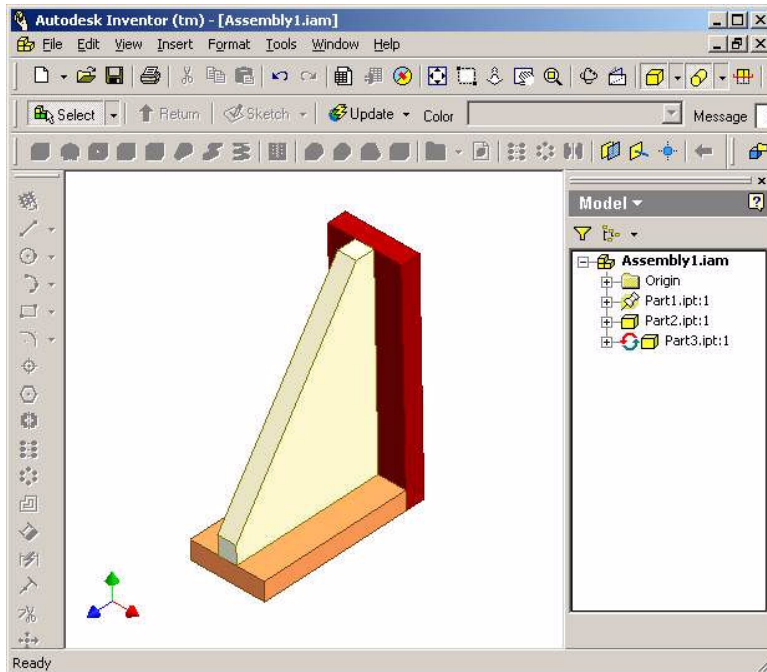 Autodesk Inventor (tm) - [Assembly1.iam]
File Edit View Insert Format Tools Window Help
Select Return Sketch Update Color Message
Model
Assembly1.iam
Origin
Part1.ipt:1
Part2.ipt:1
Part3.ipt:1
Ready